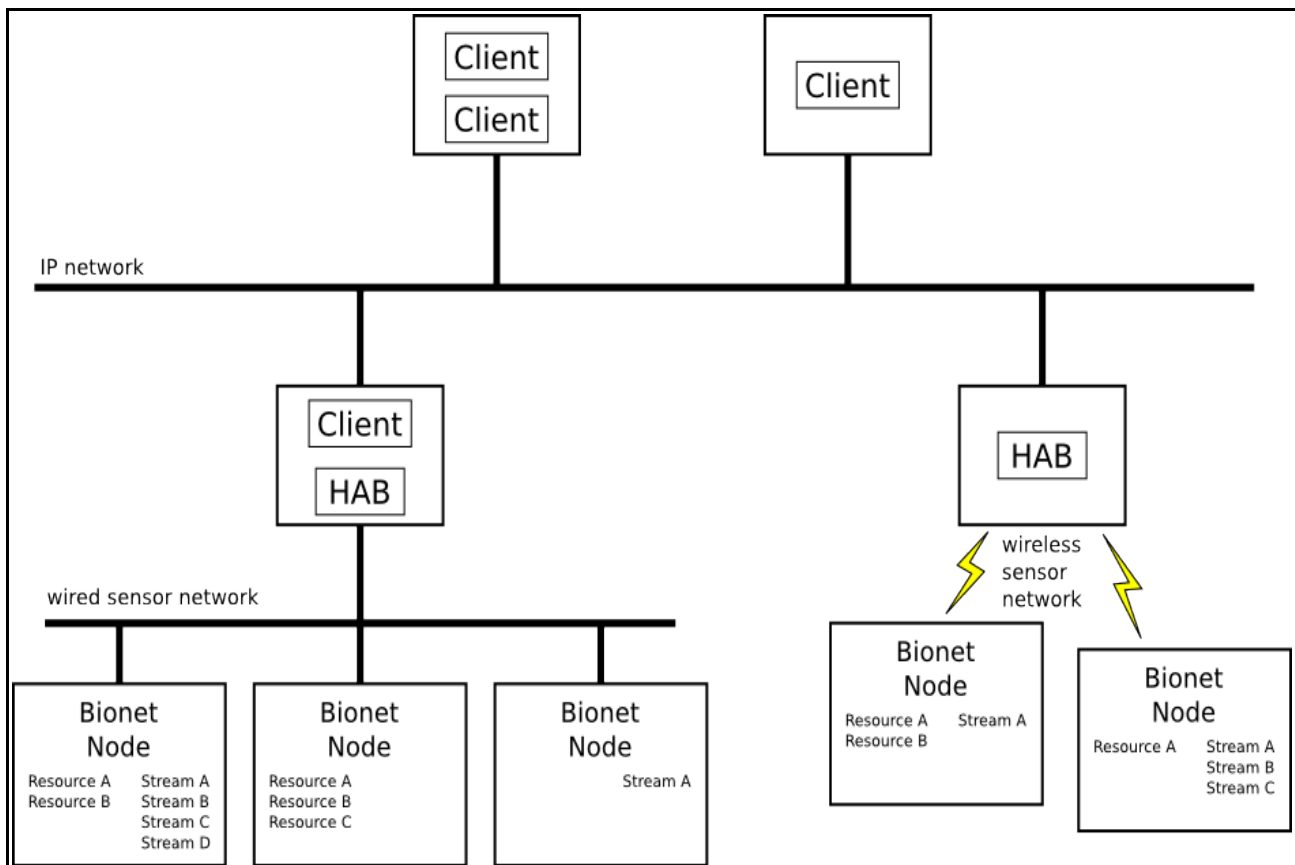 Client
Client
Client
IP network
Client
HAB
HAB
wireless
sensor
network
wired sensor network
Bionet
Node
Resource A Stream A
Resource B Stream B
Stream C
Stream D
Bionet
Node
Resource A
Resource B
Resource C
Bionet
Node
Stream A
Bionet
Node
Resource A Stream A
Resource B
Bionet
Node
Resource A Stream A
Stream B
Stream C